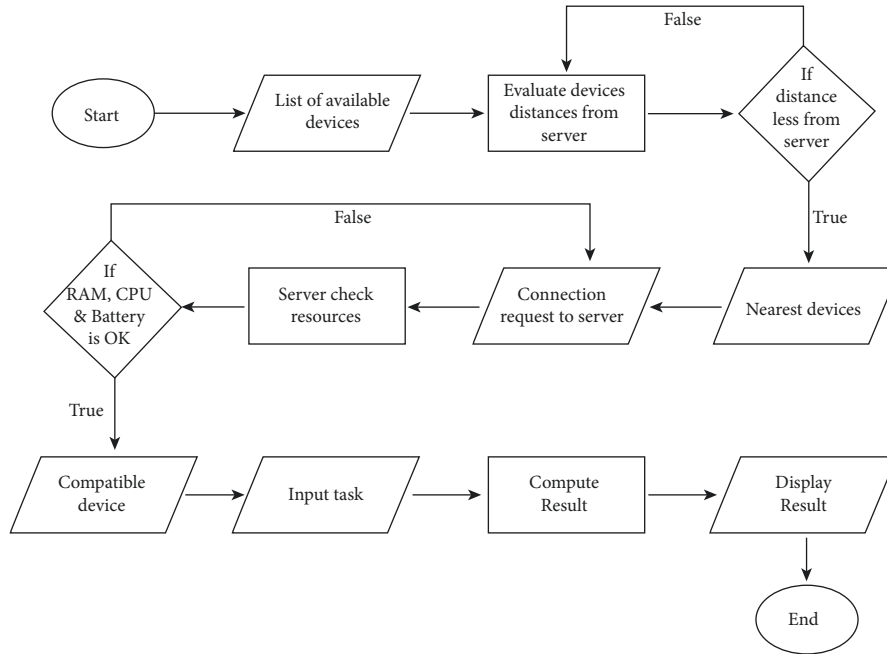 False
Start
List of available
devices
Evaluate devices
distances from
server
If
distance
less from
server
True
False
If
RAM, CPU
& Battery
is OK
Server check
resources
Connection
request to server
Nearest devices
True
Compatible
device
Input task
Compute
Result
Display
Result
End